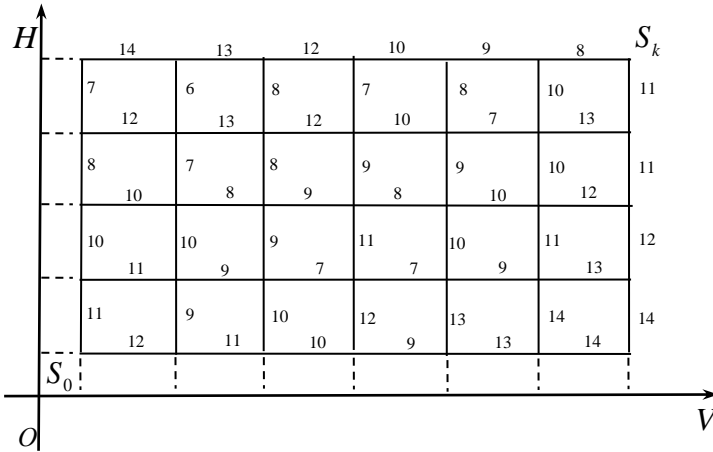 H 14 13 12 10 9 8 S_k
7 6 8 7 8 10 11
12 13 12 10 7 13
8 7 8 9 9 10 11
10 8 9 8 10 12
10 10 9 11 10 11 12
11 9 7 7 9 13
11 9 10 12 13 14 14
12 11 10 9 13 14
S_0
O V